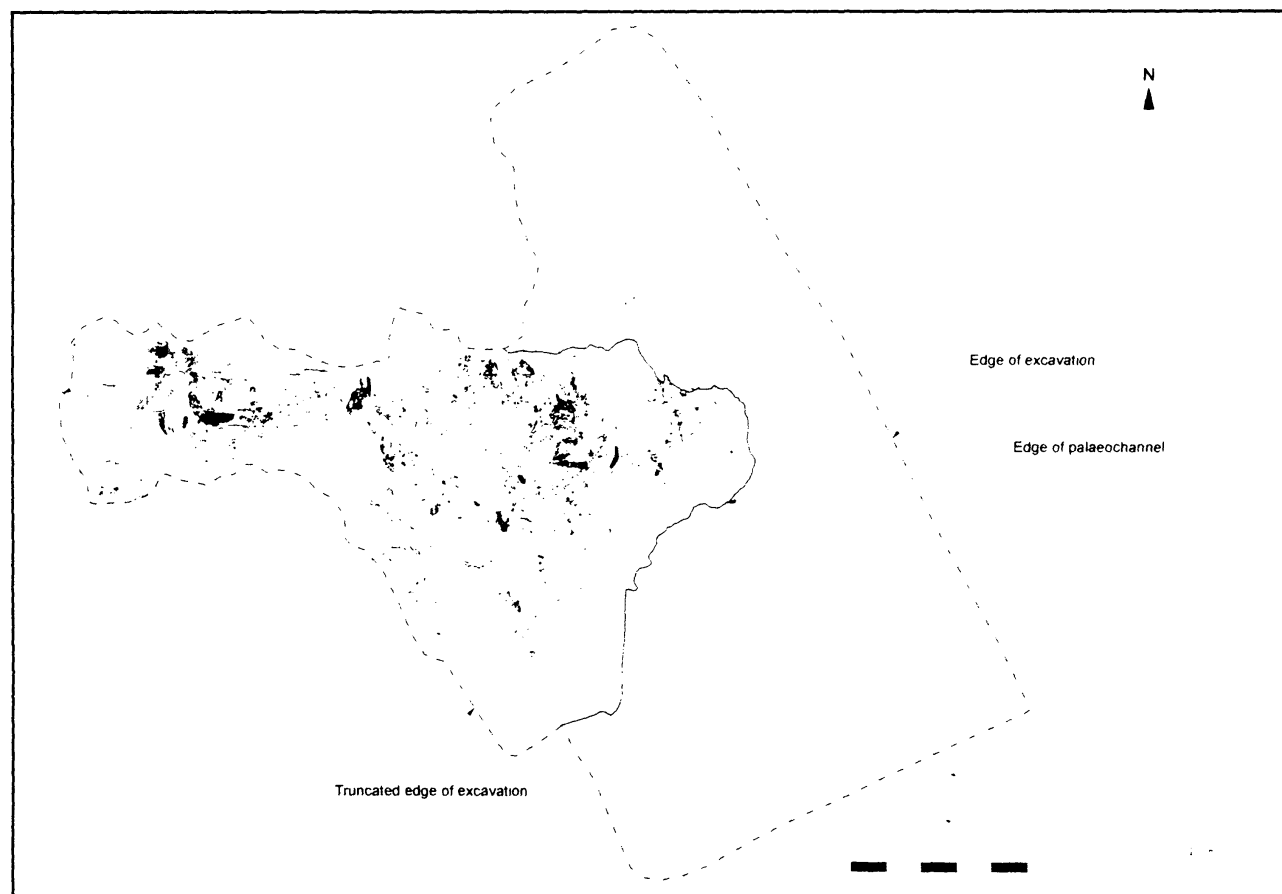 N
Edge of excavation
Edge of palaeochannel
Truncated edge of excavation